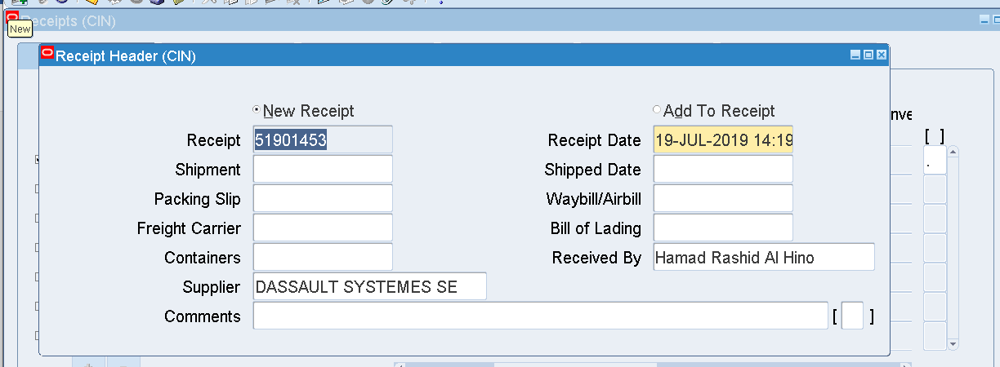 Receipts (CIN)
New
Receipt Header (CIN)
New Receipt
Add To Receipt
Receipt 51901453
Receipt Date 19-JUL-2019 14:19
Shipment
Shipped Date
Packing Slip
Waybill/Airbill
Freight Carrier
Bill of Lading
Containers
Received By Hamad Rashid Al Hino
Supplier DASSAULT SYSTEMES SE
Comments [ ]
[ ]
.